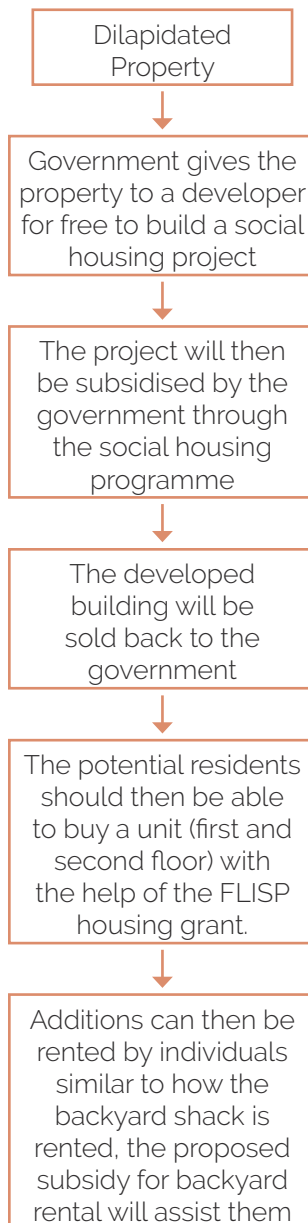 Dilapidated
Property
Government gives the
property to a developer
for free to build a social
housing project
The project will then
be subsidised by the
government through
the social housing
programme
The developed
building will be
sold back to the
government
The potential residents
should then be able
to buy a unit (first and
second floor) with
the help of the FLISP
housing grant.
Additions can then be
rented by individuals
similar to how the
backyard shack is
rented, the proposed
subsidy for backyard
rental will assist them